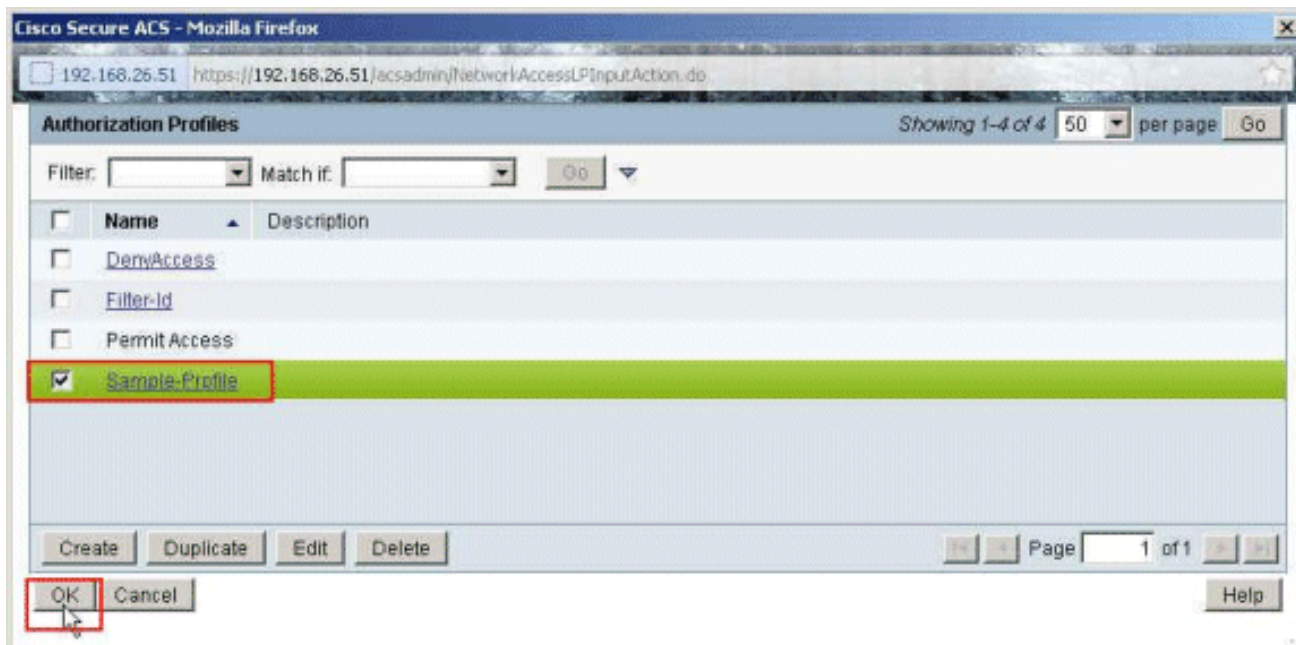 Cisco Secure ACS - Mozilla Firefox
192.168.26.51 https://192.168.26.51/acsadmin/NetworkAccessLPInputAction.do
Authorization Profiles Showing 1-4 of 4 50 per page Go
Filter: Match if: Go
Name Description
DenyAccess
Filter-Id
Permit Access
Sample-Profile
Create Duplicate Edit Delete Page 1 of 1
OK Cancel Help